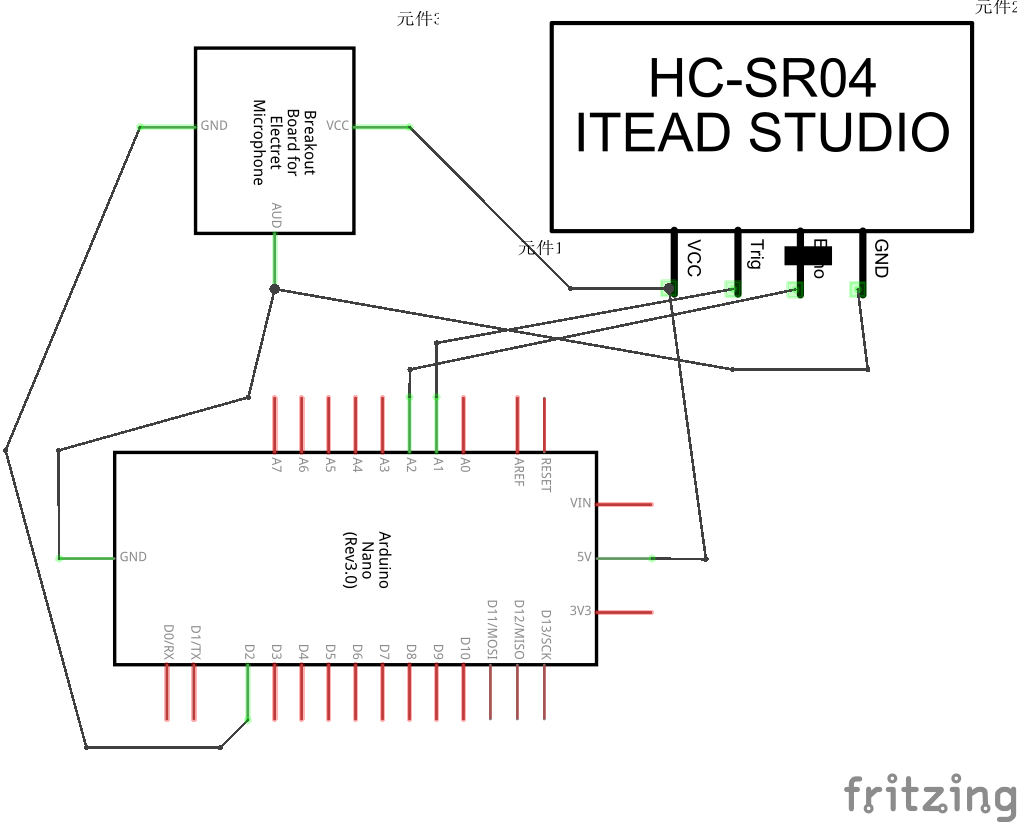 元件3
元件2
HC-SR04
ITEAD STUDIO
Breakout
Board for
Electret
Microphone
GND
VCC
AUD
元件1
VCC
Trig
GND
A7
A6
A5
A4
A3
A2
A1
A0
AREF
RESET
VIN
5V
3V3
GND
Arduino
Nano
(Rev3.0)
D0/RX
D1/TX
D2
D3
D4
D5
D6
D7
D8
D9
D10
D11/MOSI
D12/MISO
D13/SCK
fritzing